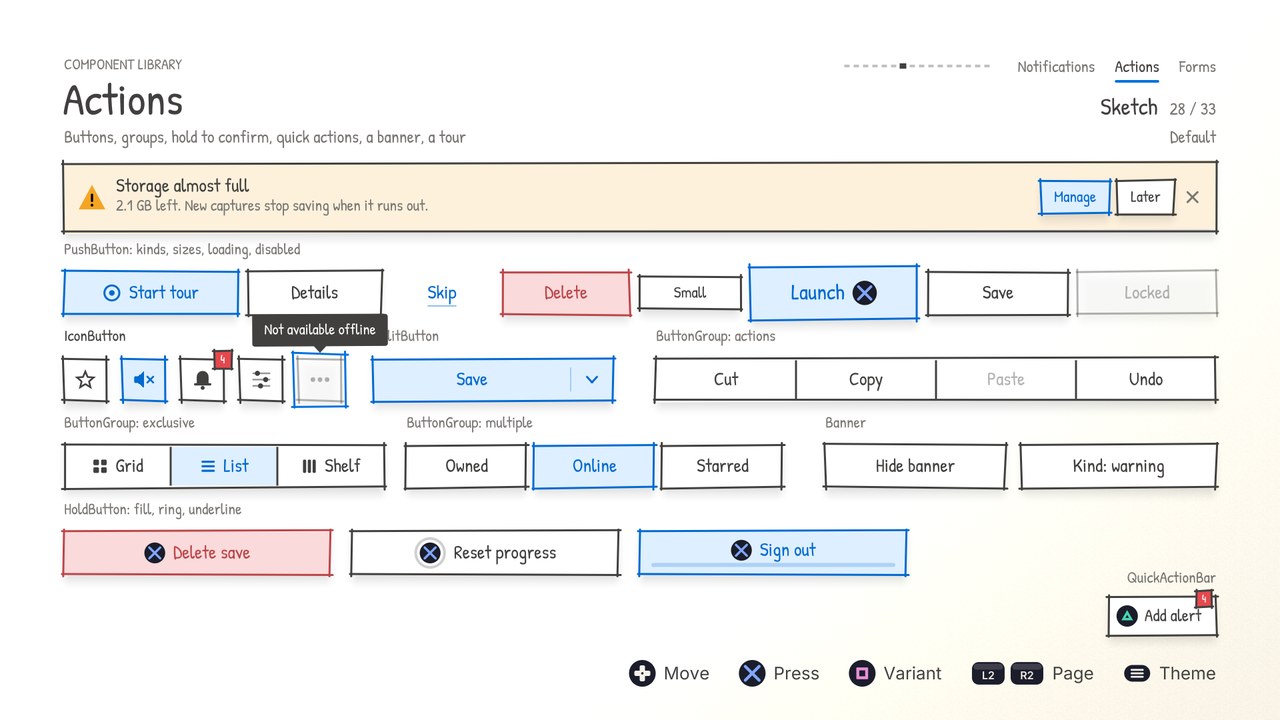 COMPONENT LIBRARY
Notifications Actions Forms
Actions
Sketch 28 / 33
Buttons, groups, hold to confirm, quick actions, a banner, a tour
Default
Storage almost full
2.1 GB left. New captures stop saving when it runs out.
Manage Later
PushButton: kinds, sizes, loading, disabled
Start tour Details Skip Delete Small Launch Save Locked
Not available offline
IconButton
litButton
ButtonGroup: actions
4
Save
Cut Copy Paste Undo
ButtonGroup: exclusive
ButtonGroup: multiple
Banner
Grid List Shelf
Owned Online Starred
Hide banner Kind: warning
HoldButton: fill, ring, underline
Delete save Reset progress Sign out
QuickActionBar
4
Add alert
Move Press Variant L2 R2 Page Theme